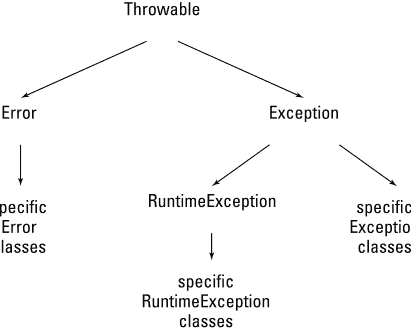 Throwable
Error
Exception
pecific
Error
lasses
RuntimeException
specific
Exceptio
classes
specific
RuntimeException
classes